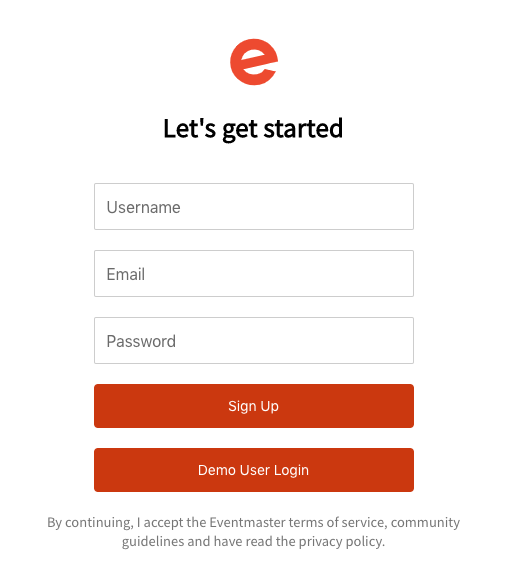 e
Let's get started
Username
Email
Password
Sign Up
Demo User Login
By continuing, I accept the Eventmaster terms of service, community
guidelines and have read the privacy policy.